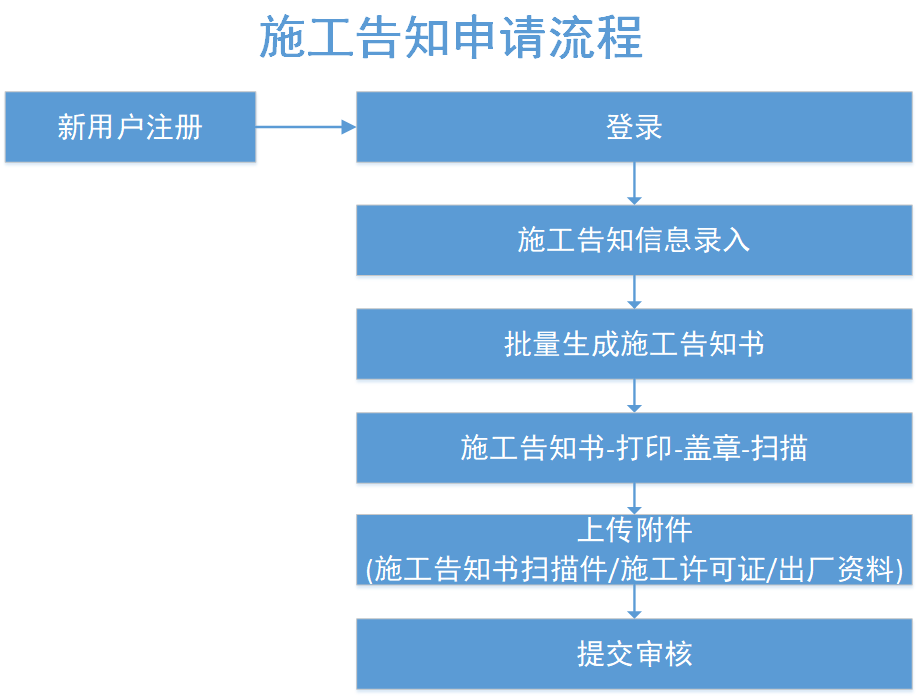 施工告知申请流程
新用户注册
登录
施工告知信息录入
批量生成施工告知书
施工告知书-打印-盖章-扫描
上传附件
(施工告知书扫描件/施工许可证/出厂资料)
提交审核